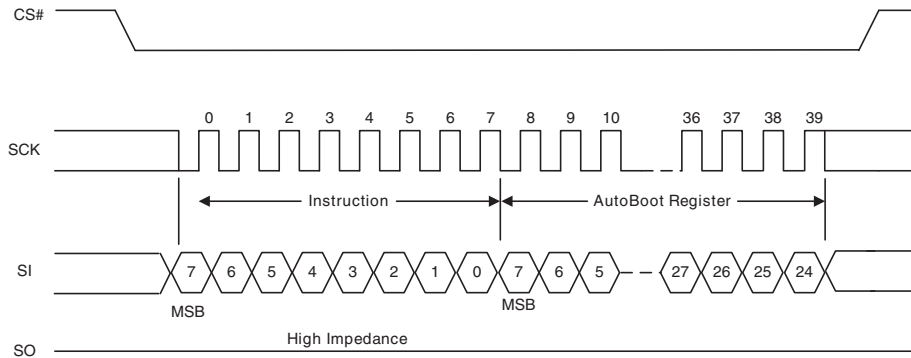 CS#
0 1 2 3 4 5 6 7 8 9 10 36 37 38 39
SCK
Instruction AutoBoot Register
SI 7 6 5 4 3 2 1 0 7 6 5 27 26 25 24
MSB MSB
High Impedance
SO